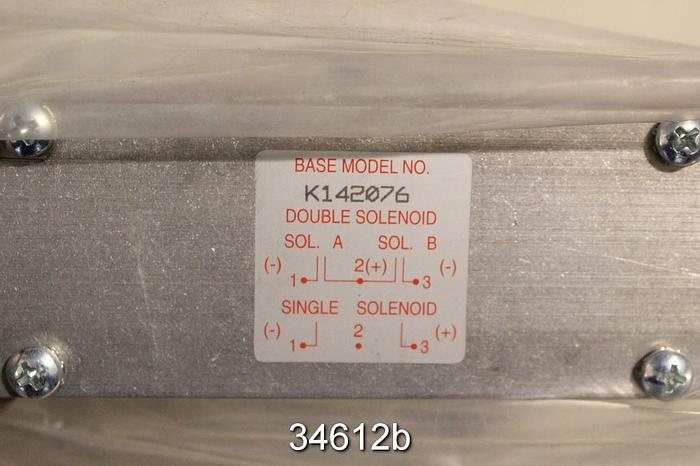 BASE MODEL NO.
K142076
DOUBLE SOLENOID
SOL. A SOL. B
(-) 2(+) (-)
1 3
SINGLE SOLENOID
(-) 2 (+)
1 3
34612b